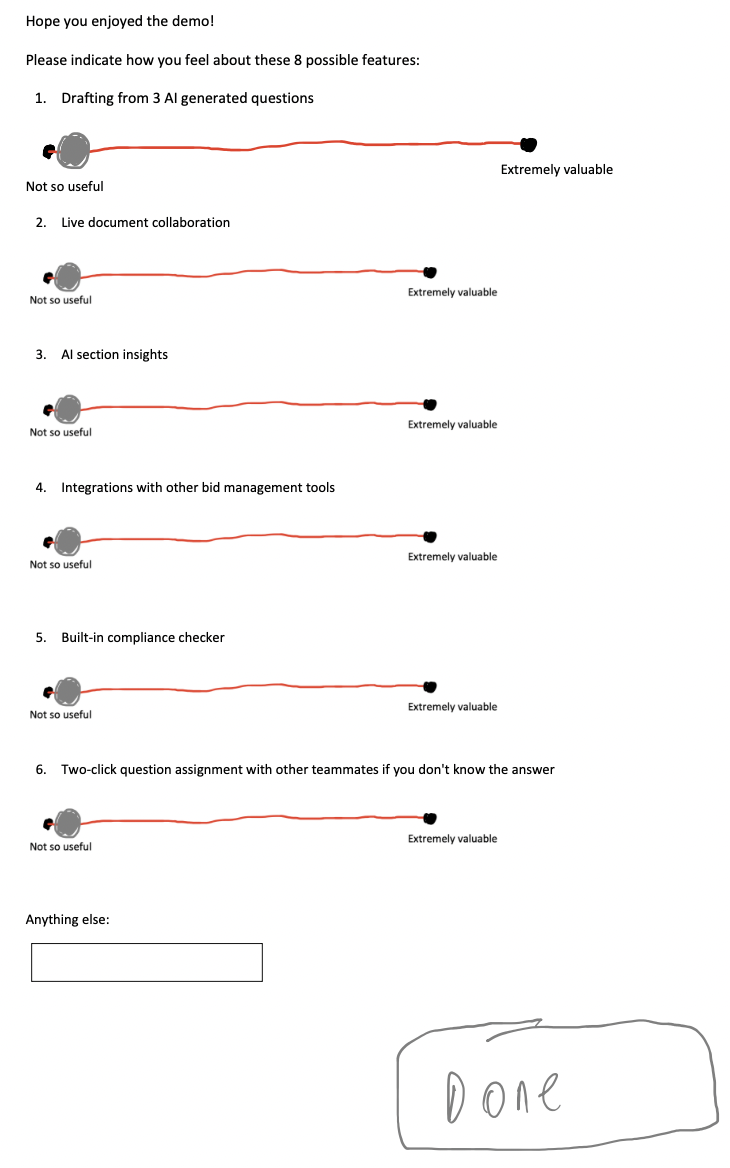 Hope you enjoyed the demo!
Please indicate how you feel about these 8 possible features:
1. Drafting from 3 AI generated questions
Extremely valuable
Not so useful
2. Live document collaboration
Extremely valuable
Not so useful
3. AI section insights
Extremely valuable
Not so useful
4. Integrations with other bid management tools
Extremely valuable
Not so useful
5. Built-in compliance checker
Extremely valuable
Not so useful
6. Two-click question assignment with other teammates if you don't know the answer
Extremely valuable
Not so useful
Anything else:
Done